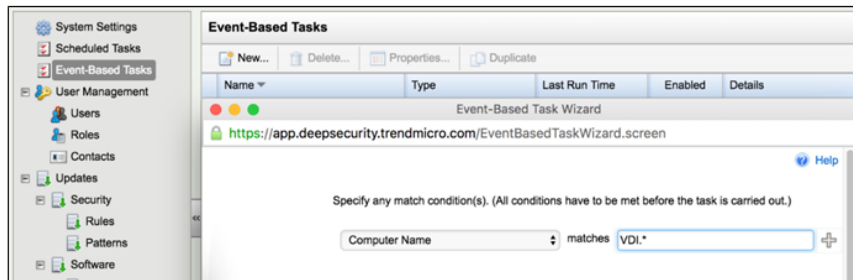 System Settings
Scheduled Tasks
Event-Based Tasks
User Management
Users
Roles
Contacts
Updates
Security
Rules
Patterns
Software
Event-Based Tasks
New... Delete... Properties... Duplicate
Name Type Last Run Time Enabled Details
Event-Based Task Wizard
https://app.deepsecurity.trendmicro.com/EventBasedTaskWizard.screen
Help
Specify any match condition(s). (All conditions have to be met before the task is carried out.)
Computer Name matches VDI.*